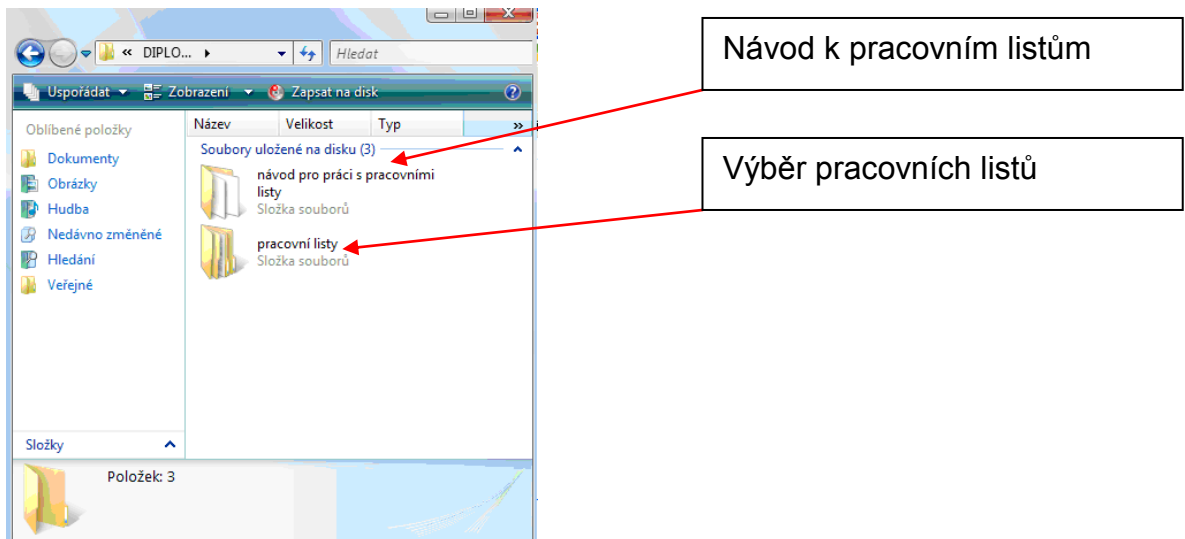 « DIPLO...
Hledat
Uspořádat
Zobrazení
Zapsat na disk
Oblíbené položky
Dokumenty
Obrázky
Hudba
Nedávno změněné
Hledání
Veřejné
Složky
Název Velikost Typ »
Soubory uložené na disku (3)
návod pro práci s pracovními
listy
Složka souborů
pracovní listy
Složka souborů
Položek: 3
Návod k pracovním listům
Výběr pracovních listů